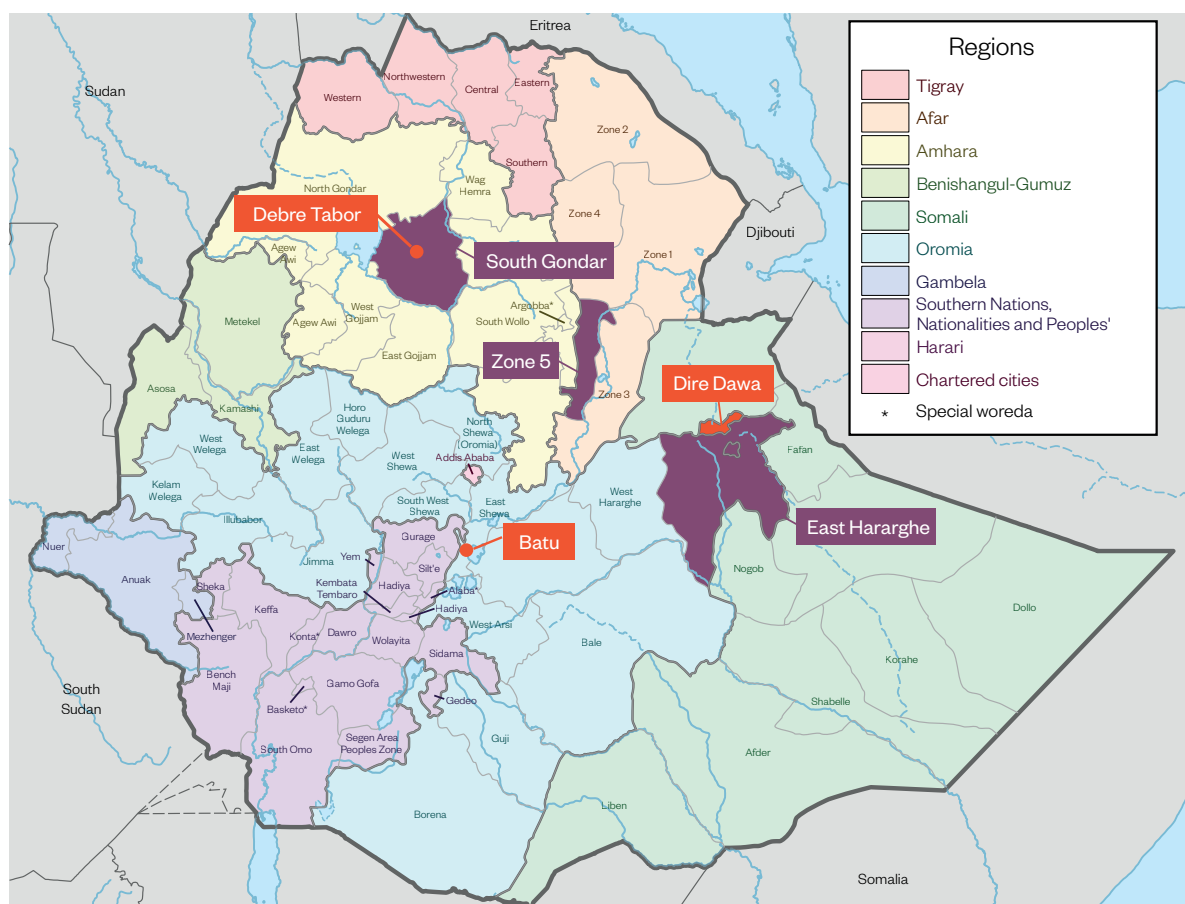 Eritrea
Sudan
Djibouti
South
Sudan
Somalia
Regions
Tigray
Afar
Amhara
Benishangul-Gumuz
Somali
Oromia
Gambela
Southern Nations,
Nationalities and Peoples'
Harari
Chartered cities
* Special woreda
Western
Northwestern
Central
Eastern
Southern
Zone 2
Zone 4
Zone 1
Zone 3
North Gondar
Wag
Hemra
Debre Tabor
South Gondar
Agew
Awi
Agew Awi
West
Gojjam
East Gojjam
Argobba*
South Wollo
Zone 5
Dire Dawa
Metekel
Asosa
Kamashi
Horo
Guduru
Welega
North
Shewa
(Oromia)
Addis Ababa
West
Welega
East
Welega
West
Shewa
Kelam
Welega
Illubabor
South West
Shewa
East
Shewa
West
Hararghe
Fafan
East Hararghe
Batu
Nuer
Anuak
Jimma
Yem
Gurage
Silt'e
Hadiya
Kembata
Tembaro
Alaba*
Hadiya
West Arsi
Sheka
Mezhenger
Keffa
Konta*
Dawro
Wolayita
Sidama
Bale
Nogob
Dollo
Korahe
Shabelle
Afder
Liben
Bench
Maji
Gamo Gofa
Basketo*
Gedeo
South Omo
Segen Area
Peoples Zone
Guji
Borena